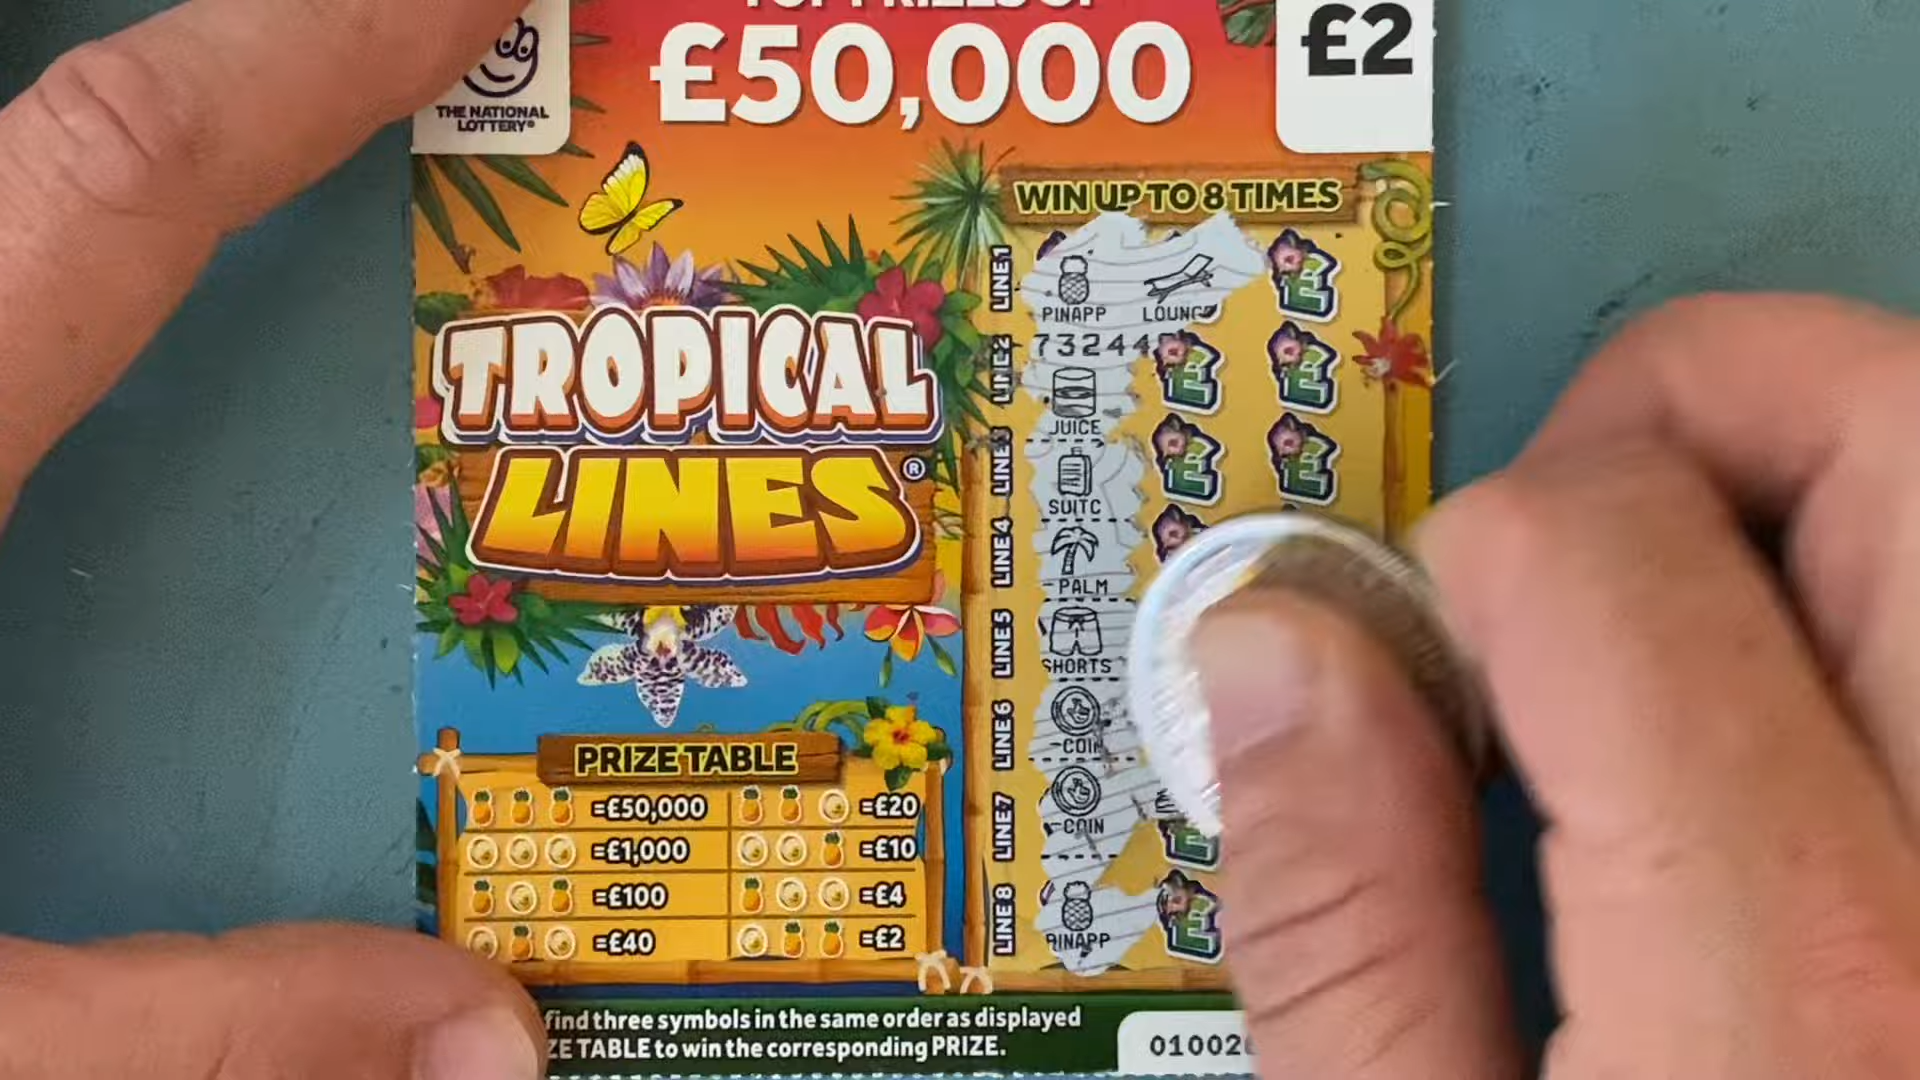 £50,000
£2
THE NATIONAL
LOTTERY®
WIN UP TO 8 TIMES
LINE 1
PINAPP
LINE 2
73244
JUICE
LINE 3
SUITC
LINE 4
PALM
LINE 5
SHORTS
LINE 6
COIN
LINE 7
COIN
LINE 8
PINAPP
TROPICAL
LINES®
PRIZE TABLE
=£50,000
=£20
=£1,000
=£10
=£100
=£4
=£40
=£2
find three symbols in the same order as displayed
TABLE to win the corresponding PRIZE.
01002